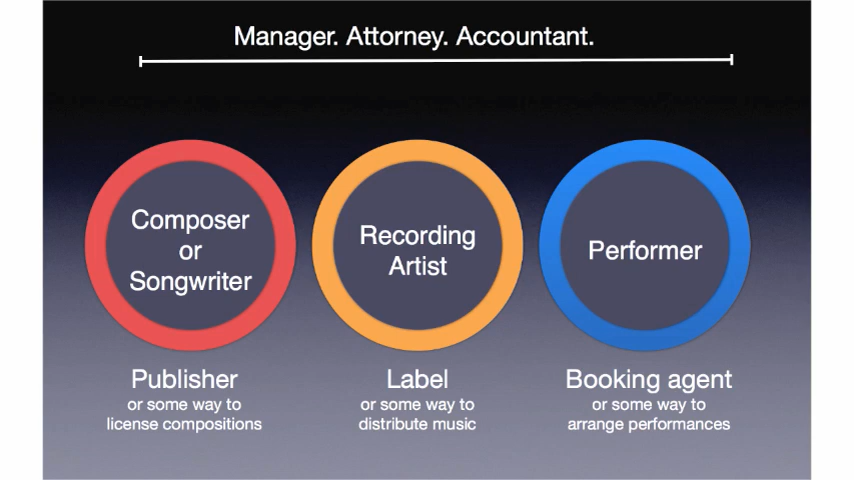 Manager. Attorney. Accountant.
Composer
or
Songwriter
Recording
Artist
Performer
Publisher
or some way to
license compositions
Label
or some way to
distribute music
Booking agent
or some way to
arrange performances